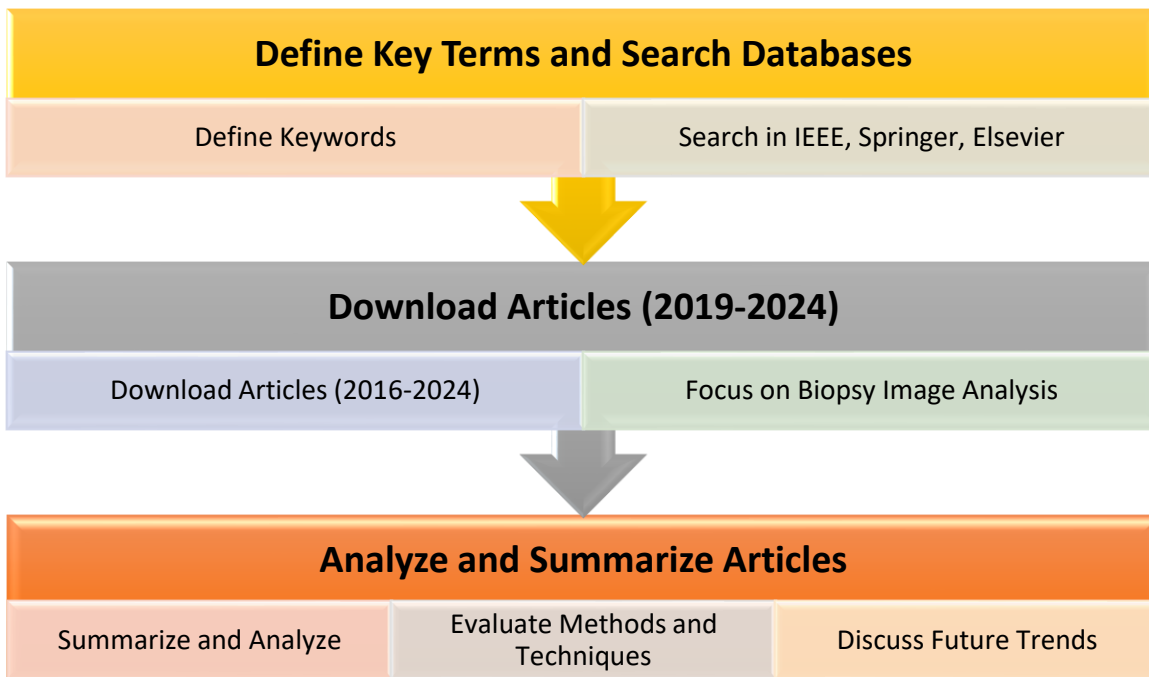 Define Key Terms and Search Databases
Define Keywords
Search in IEEE, Springer, Elsevier
Download Articles (2019-2024)
Download Articles (2016-2024)
Focus on Biopsy Image Analysis
Analyze and Summarize Articles
Summarize and Analyze
Evaluate Methods and
Techniques
Discuss Future Trends